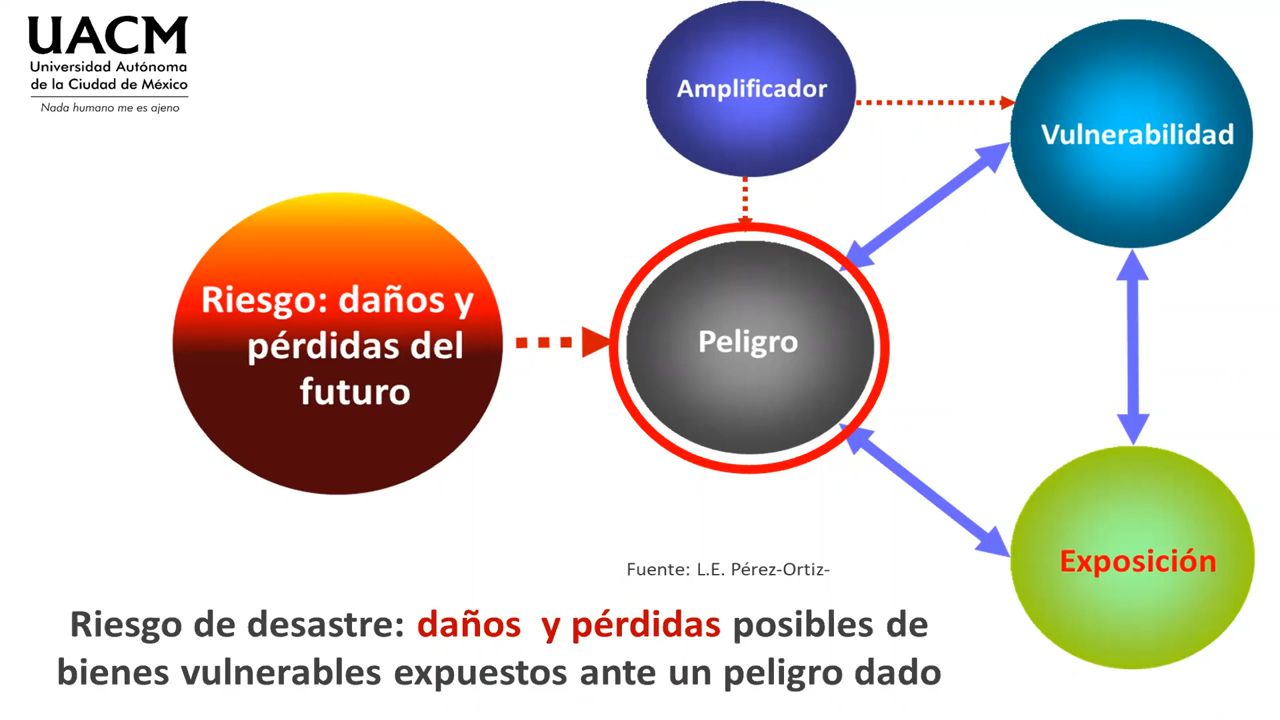 UACM
Universidad Autónoma
de la Ciudad de México
Nada humano me es ajeno
Amplificador
Vulnerabilidad
Riesgo: daños y
pérdidas del
futuro
Peligro
Exposición
Fuente: L.E. Pérez-Ortiz-
Riesgo de desastre: daños y pérdidas posibles de
bienes vulnerables expuestos ante un peligro dado